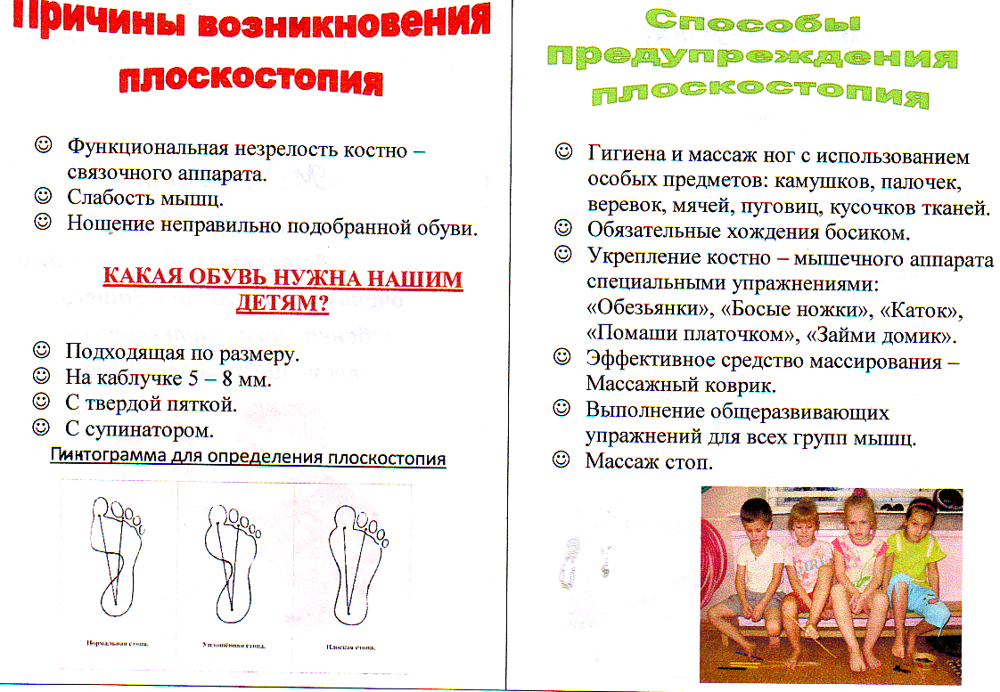 Причины возникновения
плоскостопия
Функциональная незрелость костно –
связочного аппарата.
Слабость мышц.
Ношение неправильно подобранной обуви.
КАКАЯ ОБУВЬ НУЖНА НАШИМ
ДЕТЯМ?
Подходящая по размеру.
На каблучке 5 – 8 мм.
С твердой пяткой.
С супинатором.
Пиктограмма для определения плоскостопия
Нормальная стопа.
Уплощённая стопа.
Плоская стопа.
Способы
предупреждения
плоскостопия
Гигиена и массаж ног с использованием
особых предметов: камушков, палочек,
веревок, мячей, пуговиц, кусочков тканей.
Обязательные хождения босиком.
Укрепление костно – мышечного аппарата
специальными упражнениями:
«Обезьянки», «Босые ножки», «Каток»,
«Помаши платочком», «Займи домик».
Эффективное средство массирования –
Массажный коврик.
Выполнение общеразвивающих
упражнений для всех групп мышц.
Массаж стоп.